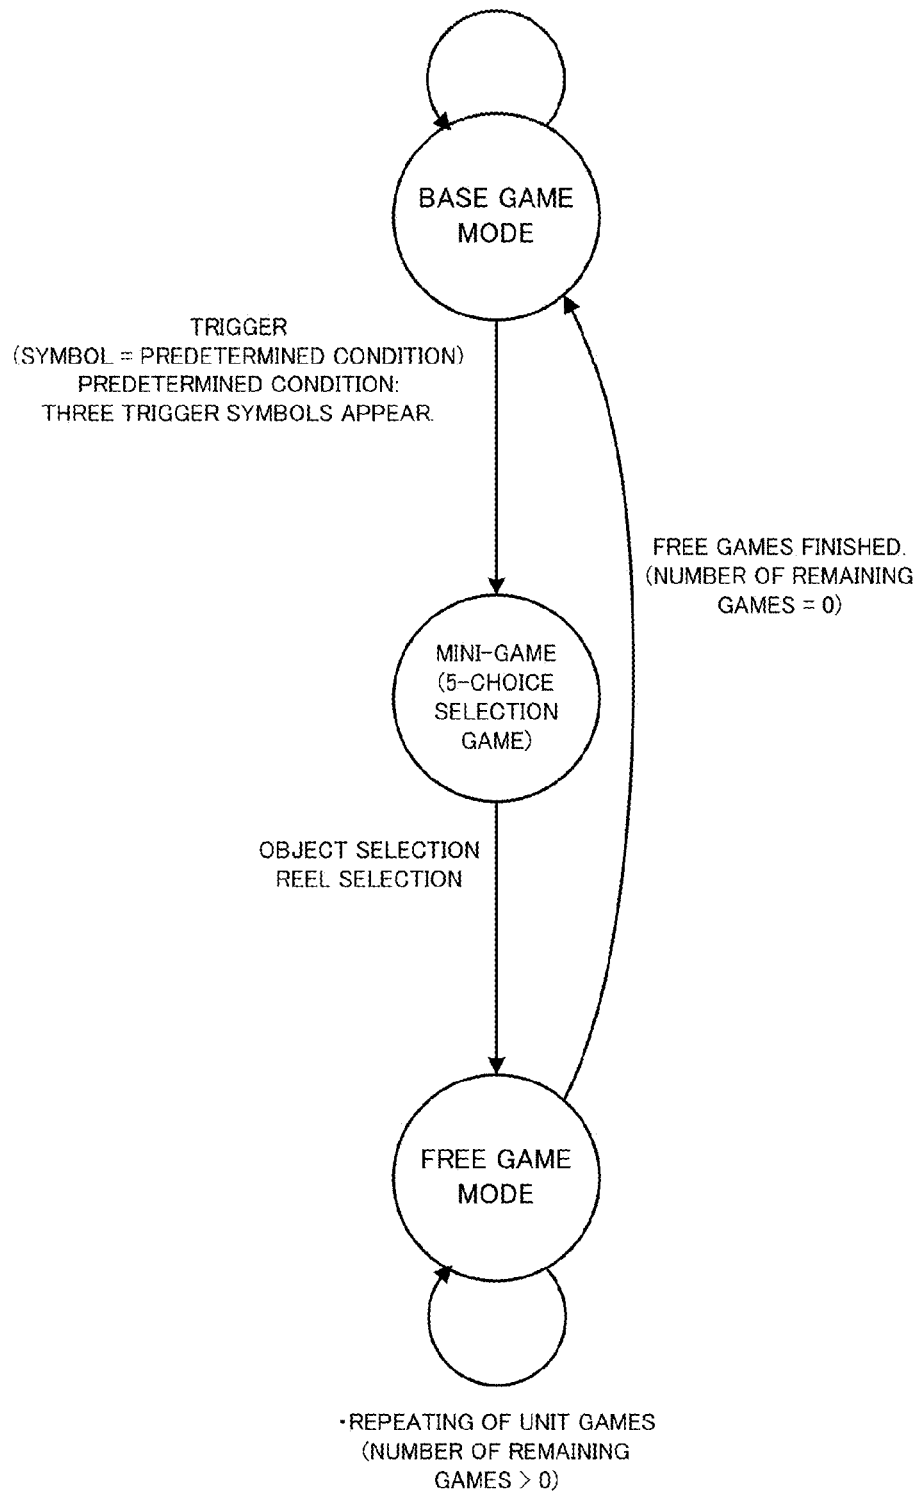 BASE GAME
MODE
TRIGGER
(SYMBOL = PREDETERMINED CONDITION)
PREDETERMINED CONDITION:
THREE TRIGGER SYMBOLS APPEAR.
FREE GAMES FINISHED.
(NUMBER OF REMAINING
GAMES = 0)
MINI-GAME
(5-CHOICE
SELECTION
GAME)
OBJECT SELECTION
REEL SELECTION
FREE GAME
MODE
・REPEATING OF UNIT GAMES
(NUMBER OF REMAINING
GAMES > 0)